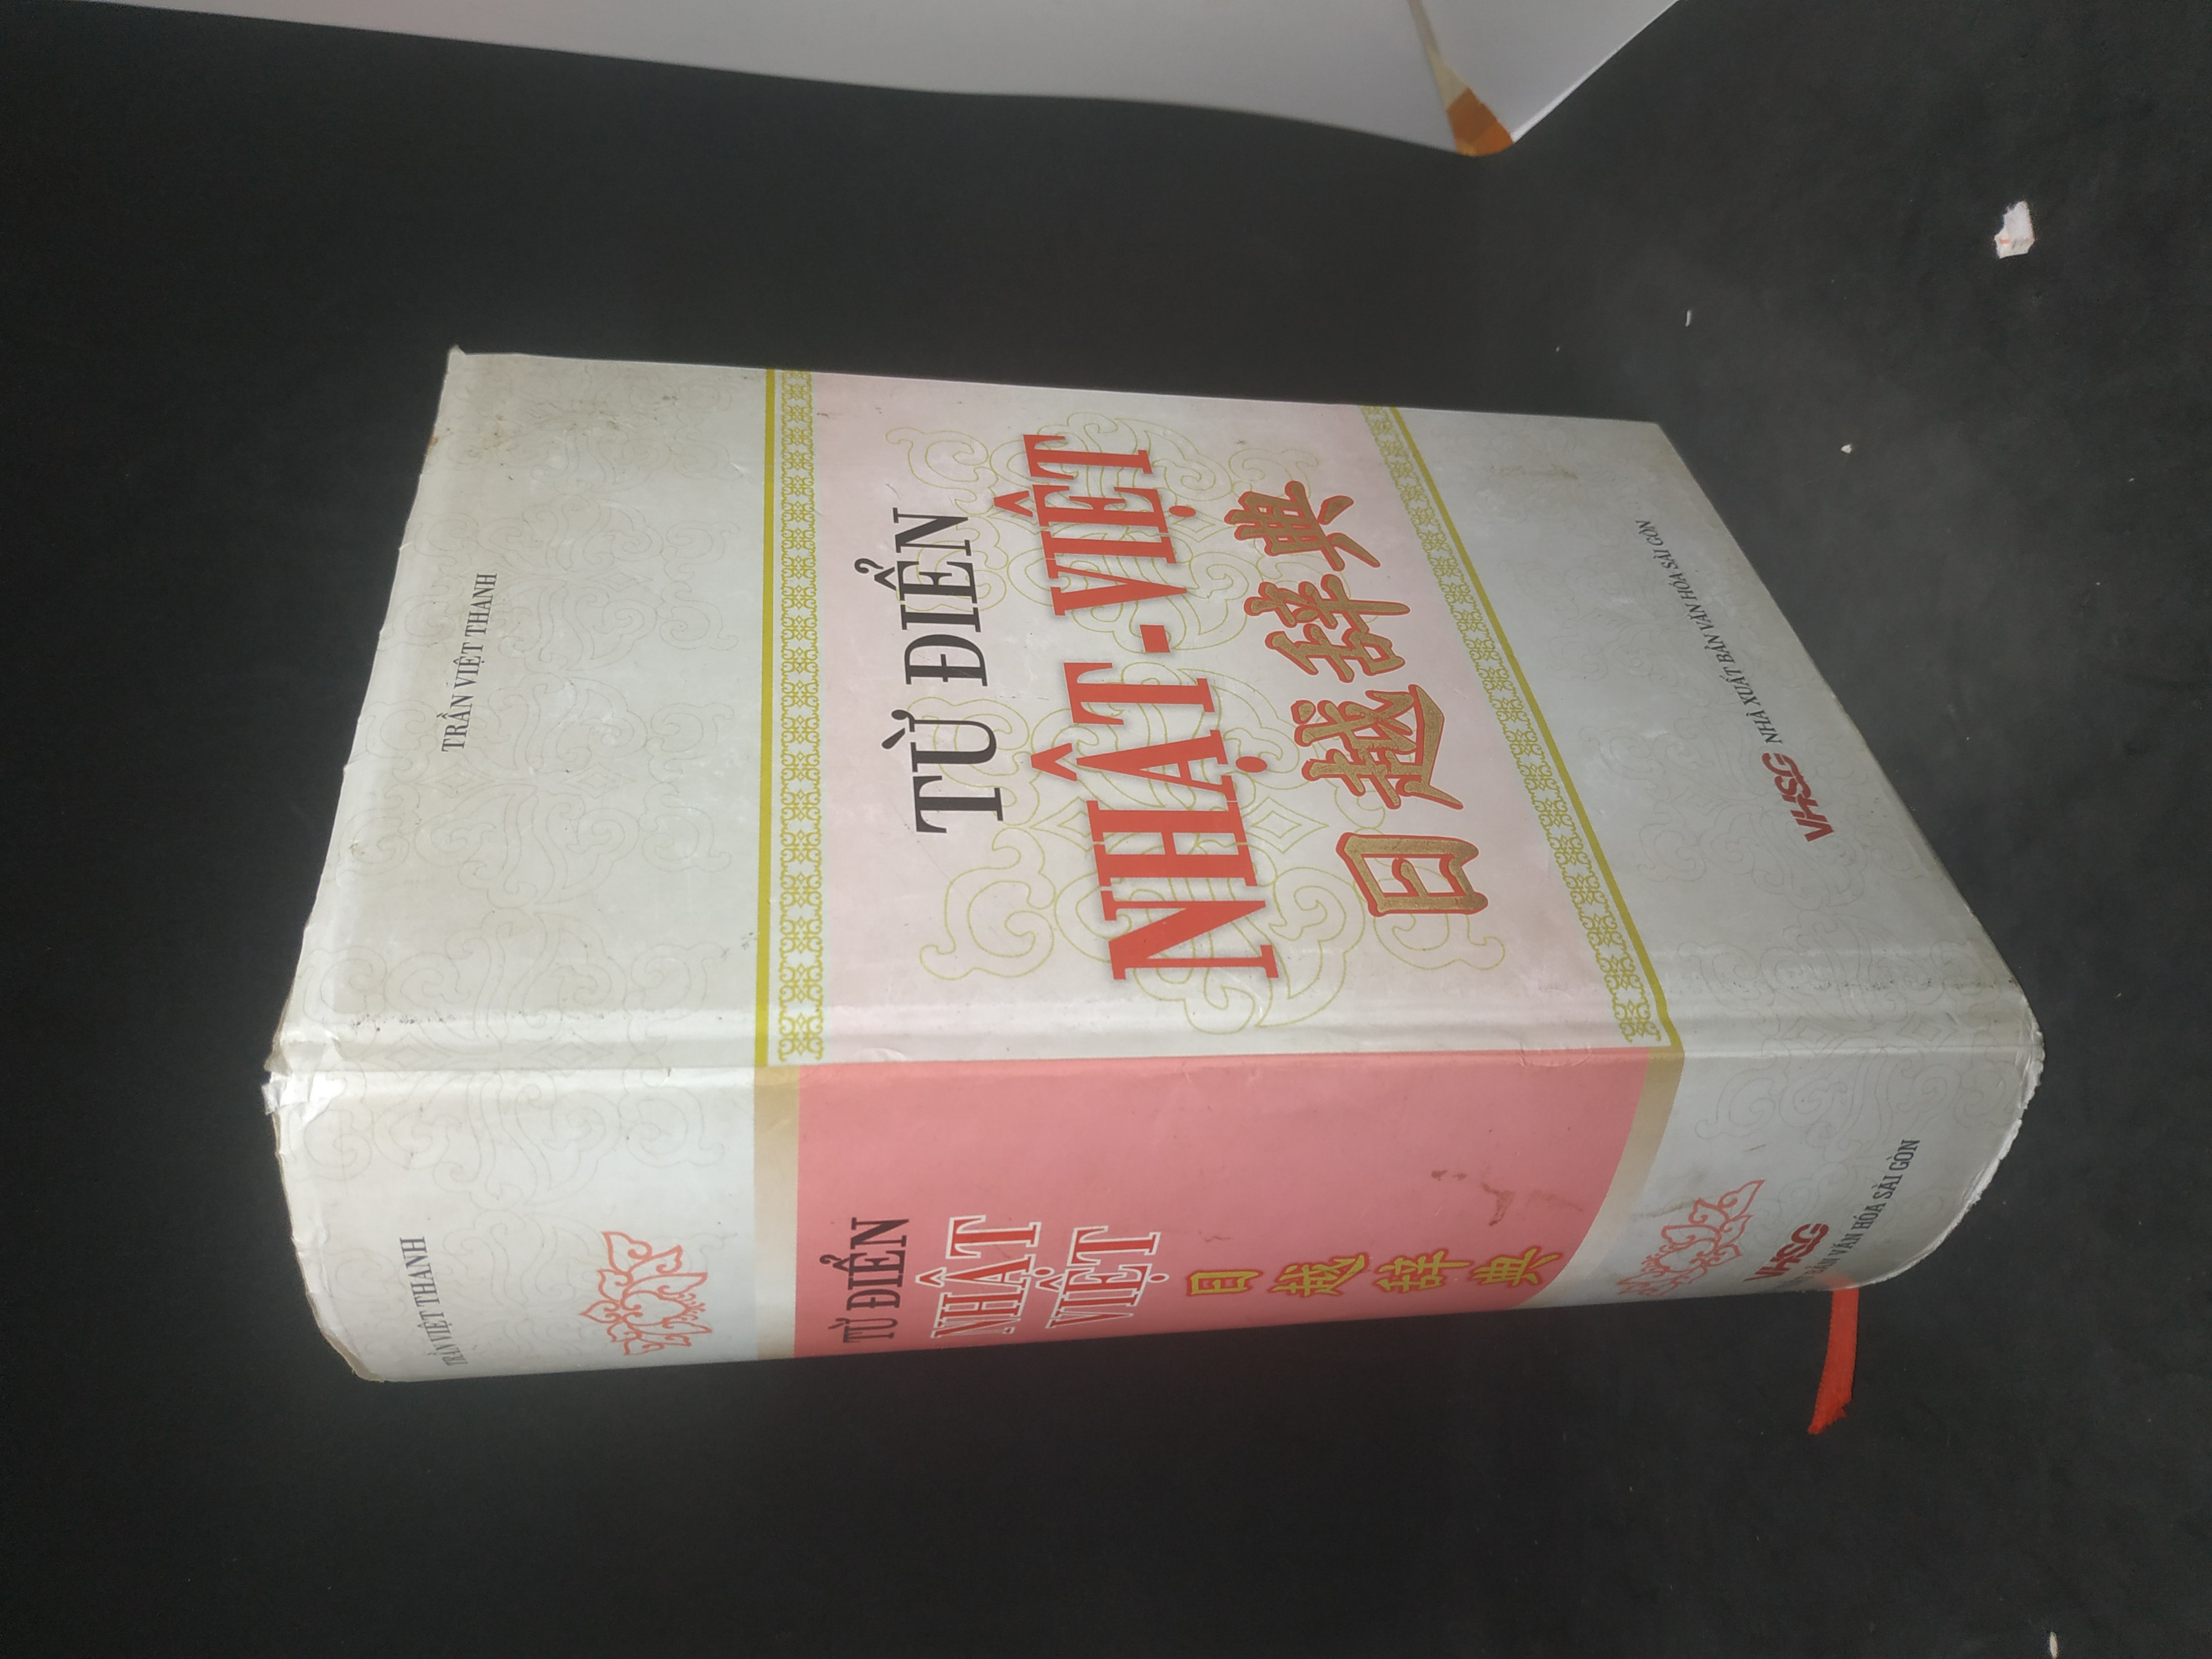 TRẦN VIỆT THANH
TỪ ĐIỂN
NHẬT - VIỆT
日越辞典
VHSG NHÀ XUẤT BẢN VĂN HÓA SÀI GÒN
TRẦN VIỆT THANH
TỪ ĐIỂN
NHẬT
VIỆT
日越辞典
VHSG
BẢN VĂN HÓA SÀI GÒN